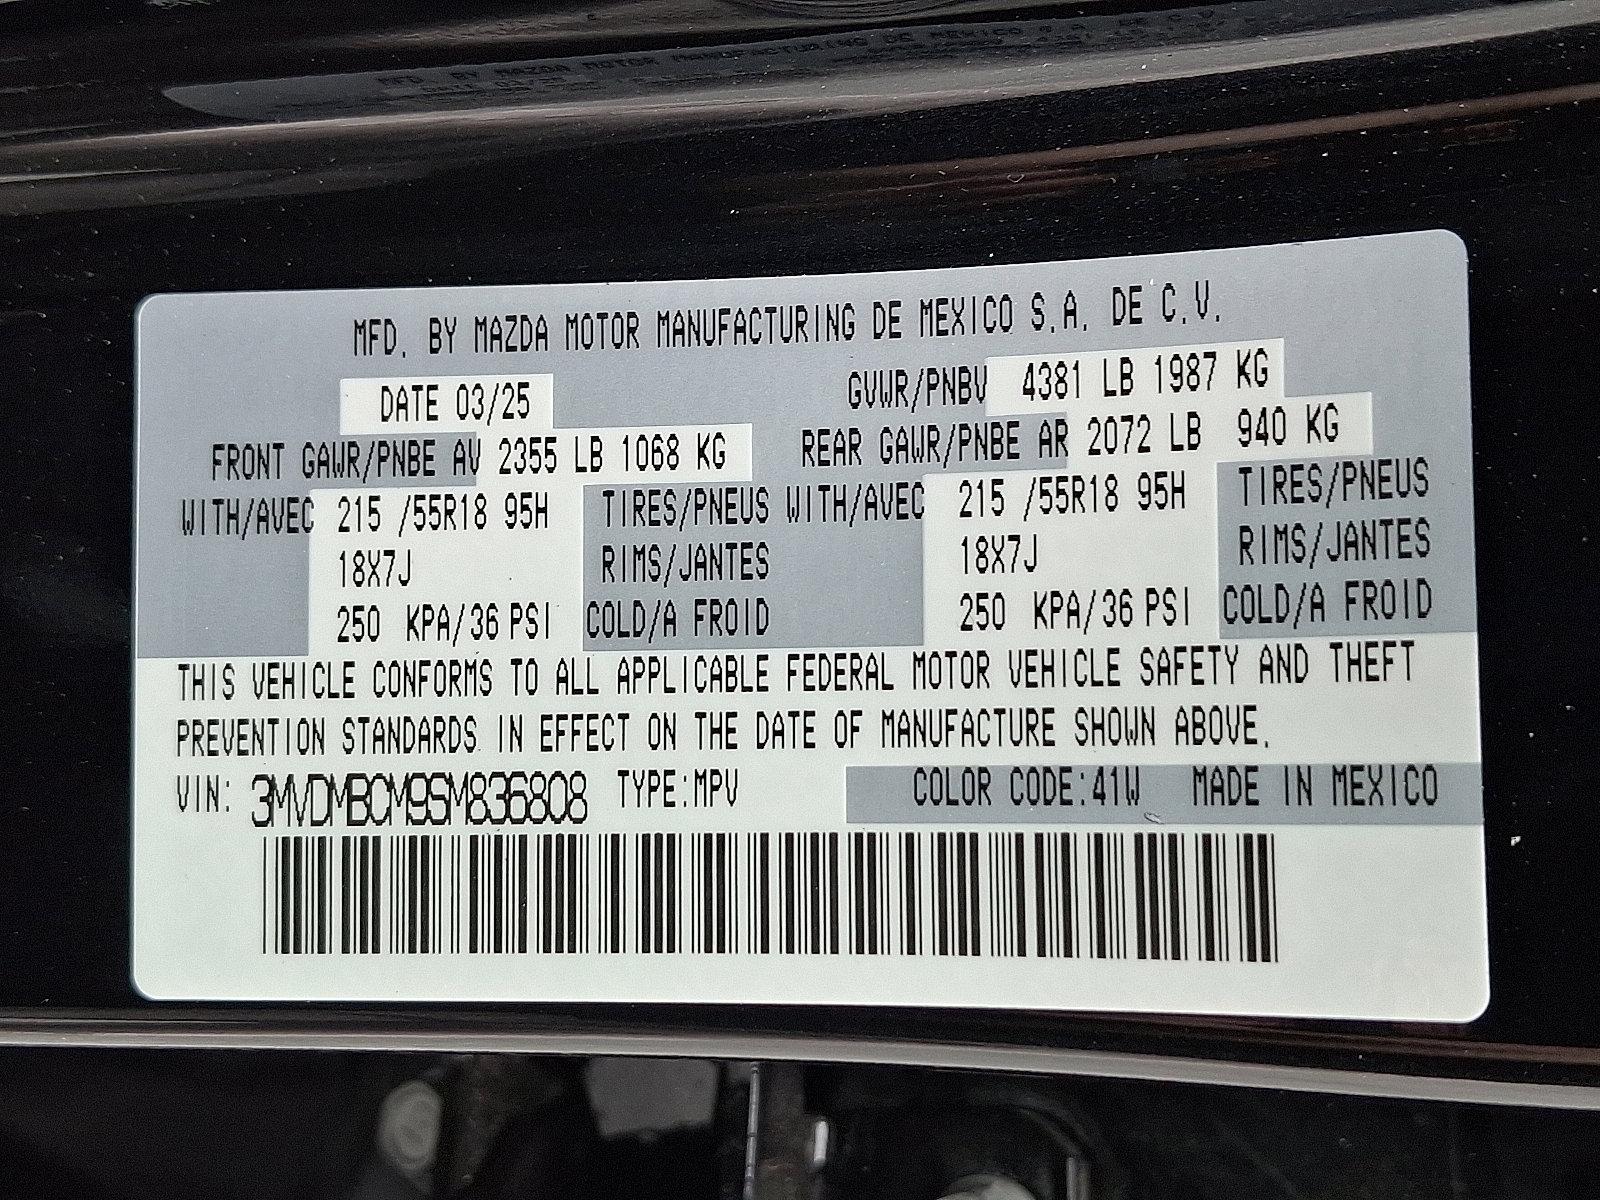 MFD. BY MAZDA MOTOR MANUFACTURING DE MEXICO S.A. DE C.V.
DATE 03/25 GVWR/PNBV 4381 LB 1987 KG
FRONT GAWR/PNBE AV 2355 LB 1068 KG REAR GAWR/PNBE AR 2072 LB 940 KG
WITH/AVEC 215 /55R18 95H TIRES/PNEUS WITH/AVEC 215 /55R18 95H TIRES/PNEUS
18X7J RIMS/JANTES 18X7J RIMS/JANTES
250 KPA/36 PSI COLD/A FROID 250 KPA/36 PSI COLD/A FROID
THIS VEHICLE CONFORMS TO ALL APPLICABLE FEDERAL MOTOR VEHICLE SAFETY AND THEFT
PREVENTION STANDARDS IN EFFECT ON THE DATE OF MANUFACTURE SHOWN ABOVE.
VIN: 3MVDMBCM9SM836808 TYPE:MPV COLOR CODE:41W MADE IN MEXICO